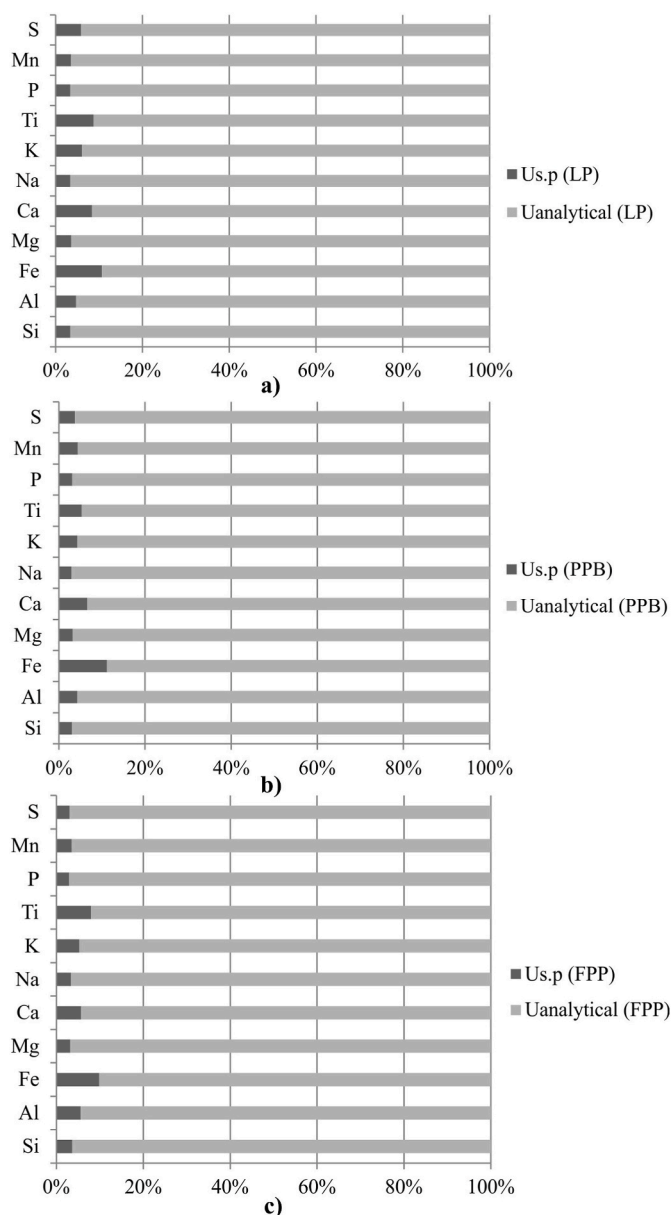 S
Mn
P
Ti
K
Na
Ca
Mg
Fe
Al
Si
Us.p (LP)
Uanalytical (LP)
0% 20% 40% 60% 80% 100%
a)
S
Mn
P
Ti
K
Na
Ca
Mg
Fe
Al
Si
Us.p (PPB)
Uanalytical (PPB)
0% 20% 40% 60% 80% 100%
b)
S
Mn
P
Ti
K
Na
Ca
Mg
Fe
Al
Si
Us.p (FPP)
Uanalytical (FPP)
0% 20% 40% 60% 80% 100%
c)